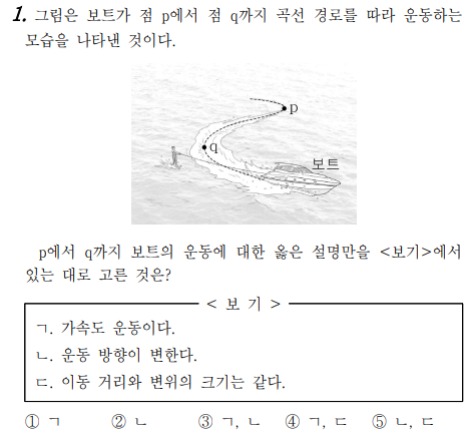 1. 그림은 보트가 점 p에서 점 q까지 곡선 경로를 따라 운동하는
모습을 나타낸 것이다.
p
q
보트
p에서 q까지 보트의 운동에 대한 옳은 설명만을 <보기>에서
있는 대로 고른 것은?
< 보 기 >
ㄱ. 가속도 운동이다.
ㄴ. 운동 방향이 변한다.
ㄷ. 이동 거리와 변위의 크기는 같다.
① ㄱ ② ㄴ ③ ㄱ, ㄴ ④ ㄱ, ㄷ ⑤ ㄴ, ㄷ